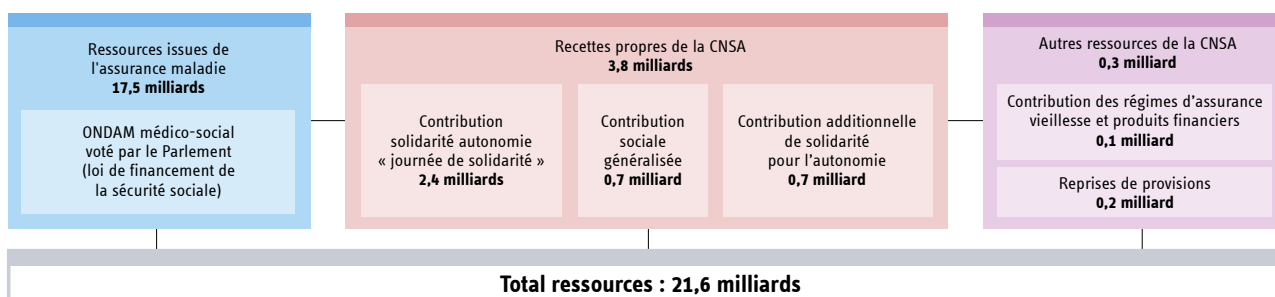 Ressources issues de
l'assurance maladie
17,5 milliards
ONDAM médico-social
voté par le Parlement
(loi de financement de
la sécurité sociale)
Recettes propres de la CNSA
3,8 milliards
Contribution
solidarité autonomie
« journée de solidarité »
2,4 milliards
Contribution
sociale
généralisée
0,7 milliard
Contribution additionnelle
de solidarité
pour l'autonomie
0,7 milliard
Autres ressources de la CNSA
0,3 milliard
Contribution des régimes d’assurance
vieillesse et produits financiers
0,1 milliard
Reprises de provisions
0,2 milliard
Total ressources : 21,6 milliards